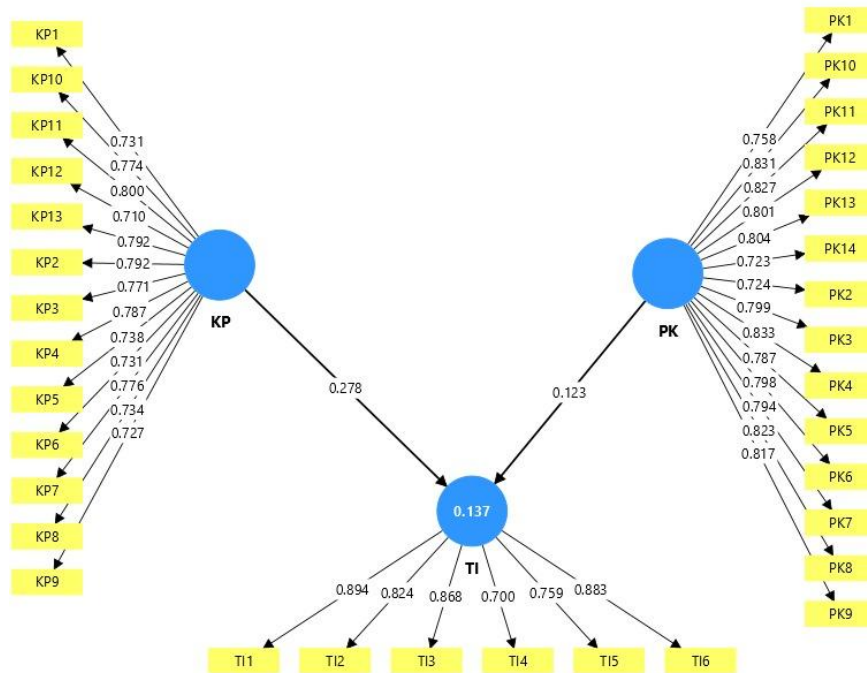 KP1
KP10
KP11
KP12
KP13
KP2
KP3
KP4
KP5
KP6
KP7
KP8
KP9
0.731
0.774
0.800
0.710
0.792
0.792
0.771
0.787
0.738
0.731
0.776
0.734
0.727
KP
0.278
PK
0.123
0.758
0.831
0.827
0.801
0.804
0.723
0.724
0.799
0.833
0.787
0.798
0.794
0.823
0.817
PK1
PK10
PK11
PK12
PK13
PK14
PK2
PK3
PK4
PK5
PK6
PK7
PK8
PK9
0.137
TI
0.894
0.824
0.868
0.700
0.759
0.883
TI1
TI2
TI3
TI4
TI5
TI6